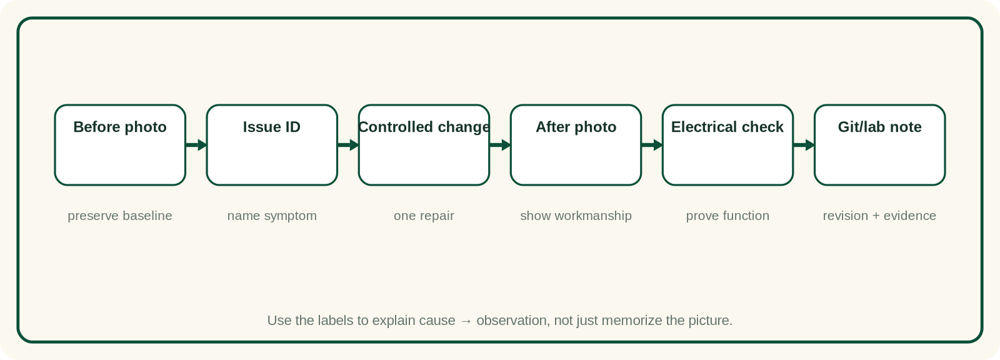 Before photo
Issue ID
Controlled change
After photo
Electrical check
Git/lab note
preserve baseline
name symptom
one repair
show workmanship
prove function
revision + evidence
Use the labels to explain cause → observation, not just memorize the picture.